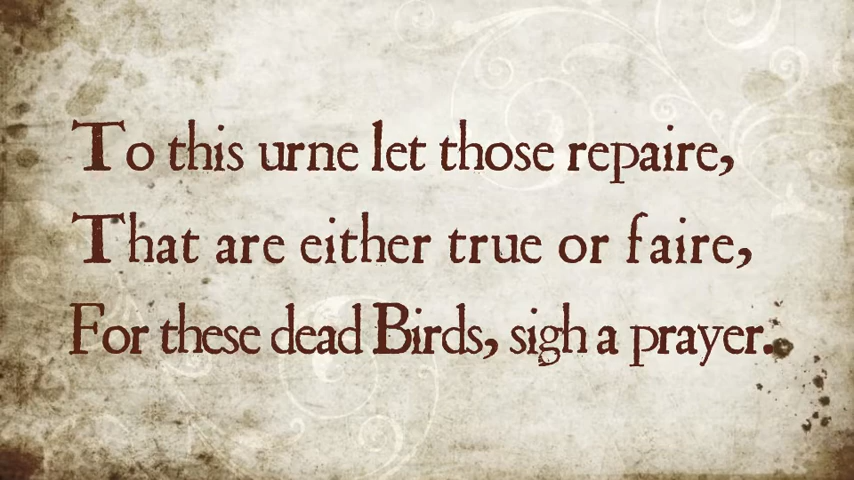 To this urne let those repaire,
That are either true or faire,
For these dead Birds, sigh a prayer.